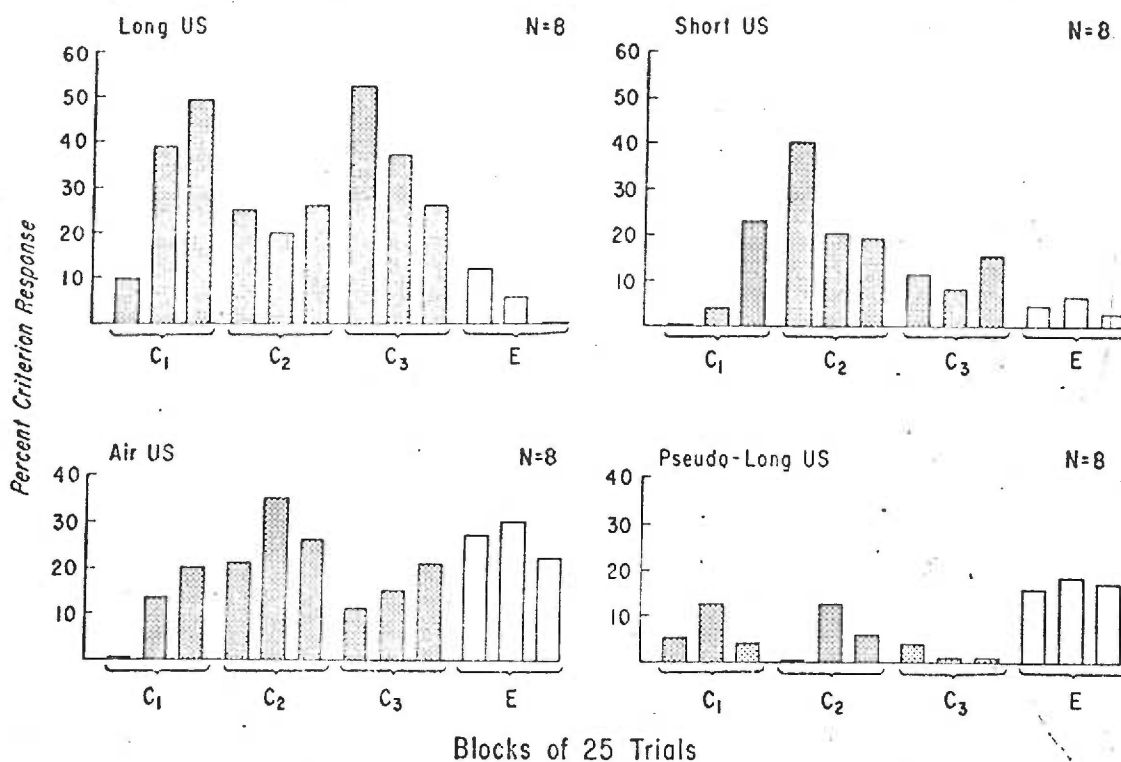 Long US N=8
60
50
40
30
20
10
C1 C2 C3 E
Short US N=8
60
50
40
30
20
10
C1 C2 C3 E
Percent Criterion Response
Air US N=8
40
30
20
10
C1 C2 C3 E
Pseudo-Long US N=8
40
30
20
10
C1 C2 C3 E
Blocks of 25 Trials